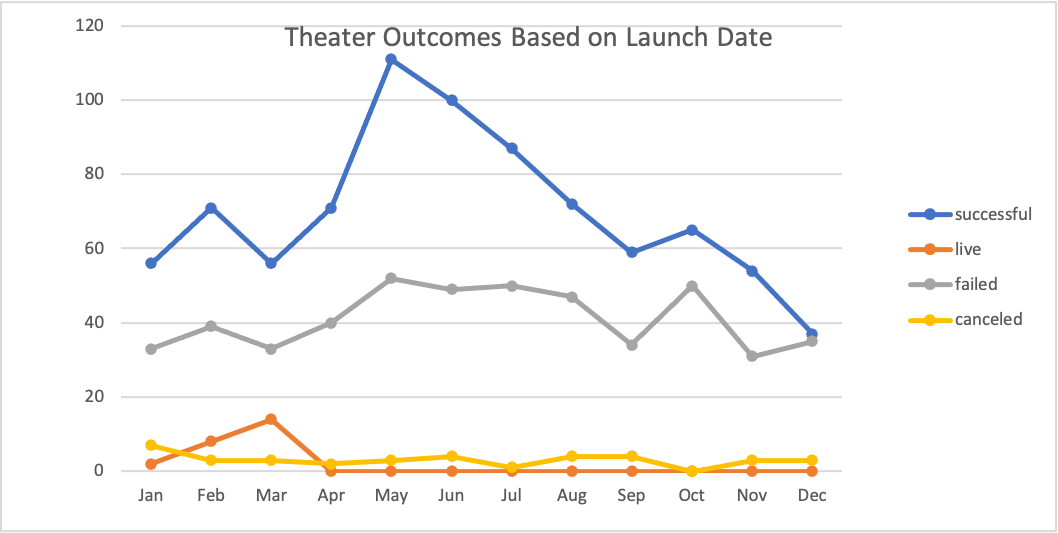 Theater Outcomes Based on Launch Date
120
100
80
60
40
20
0
Jan Feb Mar Apr May Jun Jul Aug Sep Oct Nov Dec
successful
live
failed
canceled